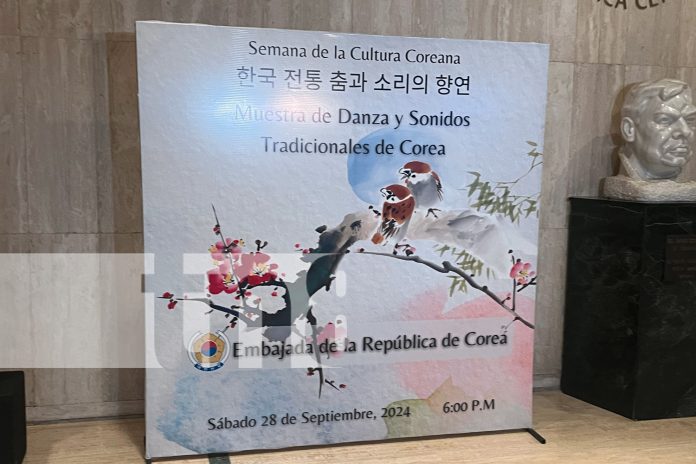 Semana de la Cultura Coreana
한국 전통 춤과 소리의 향연
Muestra de Danza y Sonidos
Tradicionales de Corea
Embajada de la República de Corea
Sábado 28 de Septiembre, 2024 6:00 P.M